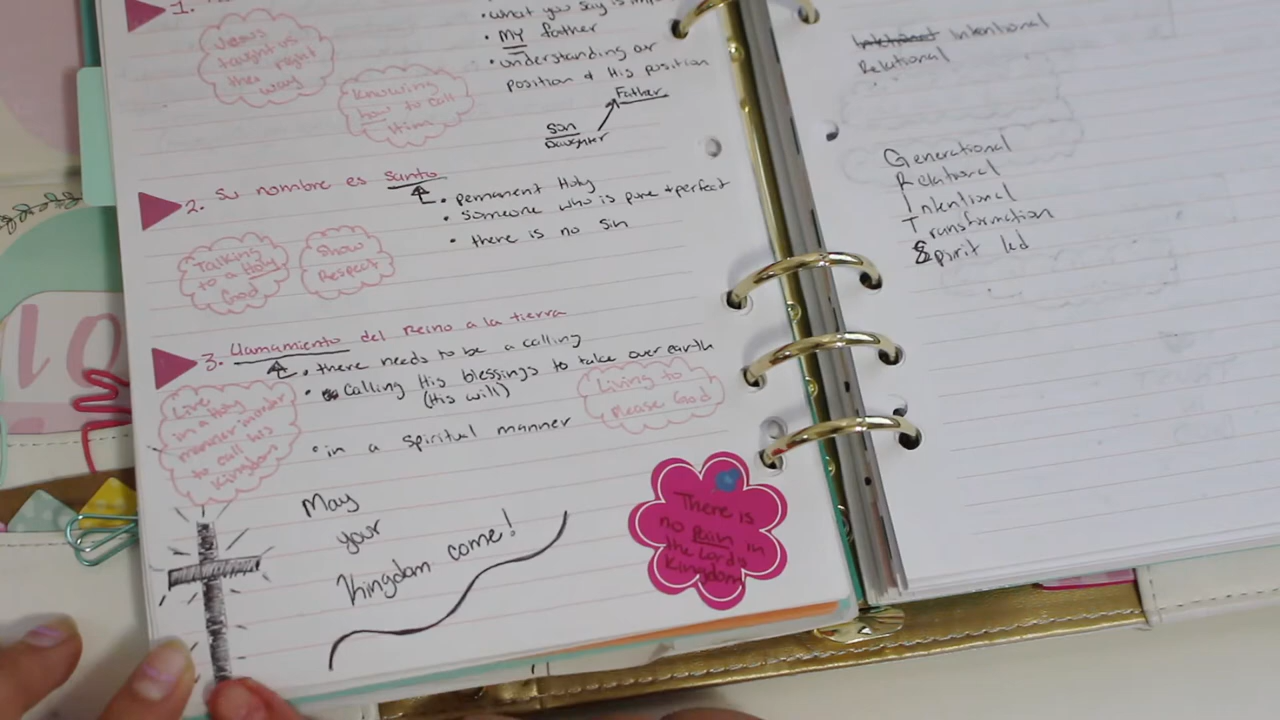 1.
Jesus
taught us
the right
way
Knowing
how to call
Him
• what you say is
• MY father
• understanding our
position & His position
Father
Son
Daughter
2. Su nombre es Santo
• permanent Holy
• someone who is pure + perfect
• there is no sin
Talking
to a Holy
God
Show
Respect
3. Llamamiento del Reino a la tierra
• there needs to be a calling
• calling His blessings to take over earth
(His will)
• in a spiritual manner
Live
in a Holy
manner
to call his
Kingdom
Living to
Please God
May
your
Kingdom come!
There is
no pain in
the Lord's
Kingdom
Intentional
Relational
Generational
Relational
Intentional
Transformation
Spirit led